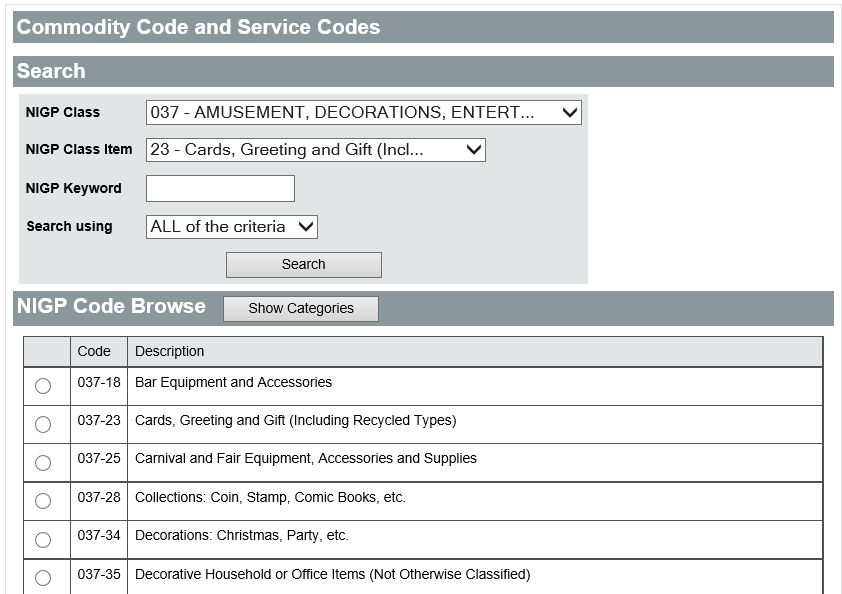 Commodity Code and Service Codes
Search
NIGP Class 037 - AMUSEMENT, DECORATIONS, ENTERT...
NIGP Class Item 23 - Cards, Greeting and Gift (Incl...
NIGP Keyword
Search using ALL of the criteria
Search
NIGP Code Browse Show Categories
Code Description
037-18 Bar Equipment and Accessories
037-23 Cards, Greeting and Gift (Including Recycled Types)
037-25 Carnival and Fair Equipment, Accessories and Supplies
037-28 Collections: Coin, Stamp, Comic Books, etc.
037-34 Decorations: Christmas, Party, etc.
037-35 Decorative Household or Office Items (Not Otherwise Classified)